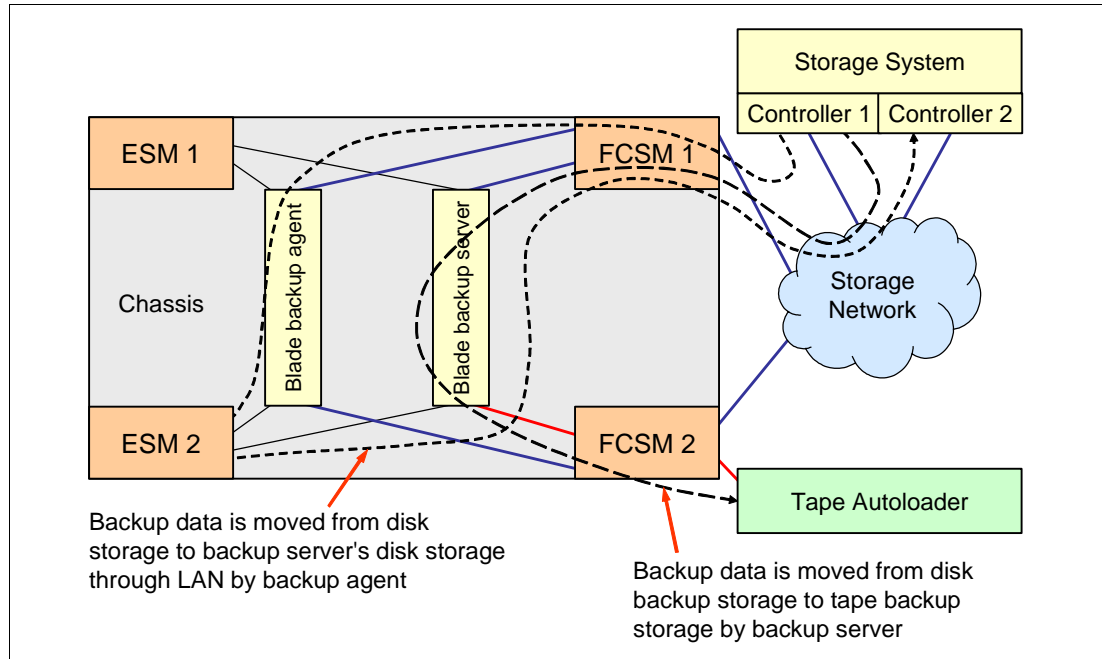 Storage System
Controller 1
Controller 2
ESM 1
FCSM 1
Blade backup agent
Blade backup server
Chassis
Storage
Network
ESM 2
FCSM 2
Tape Autoloader
Backup data is moved from disk
storage to backup server's disk storage
through LAN by backup agent
Backup data is moved from disk
backup storage to tape backup
storage by backup server